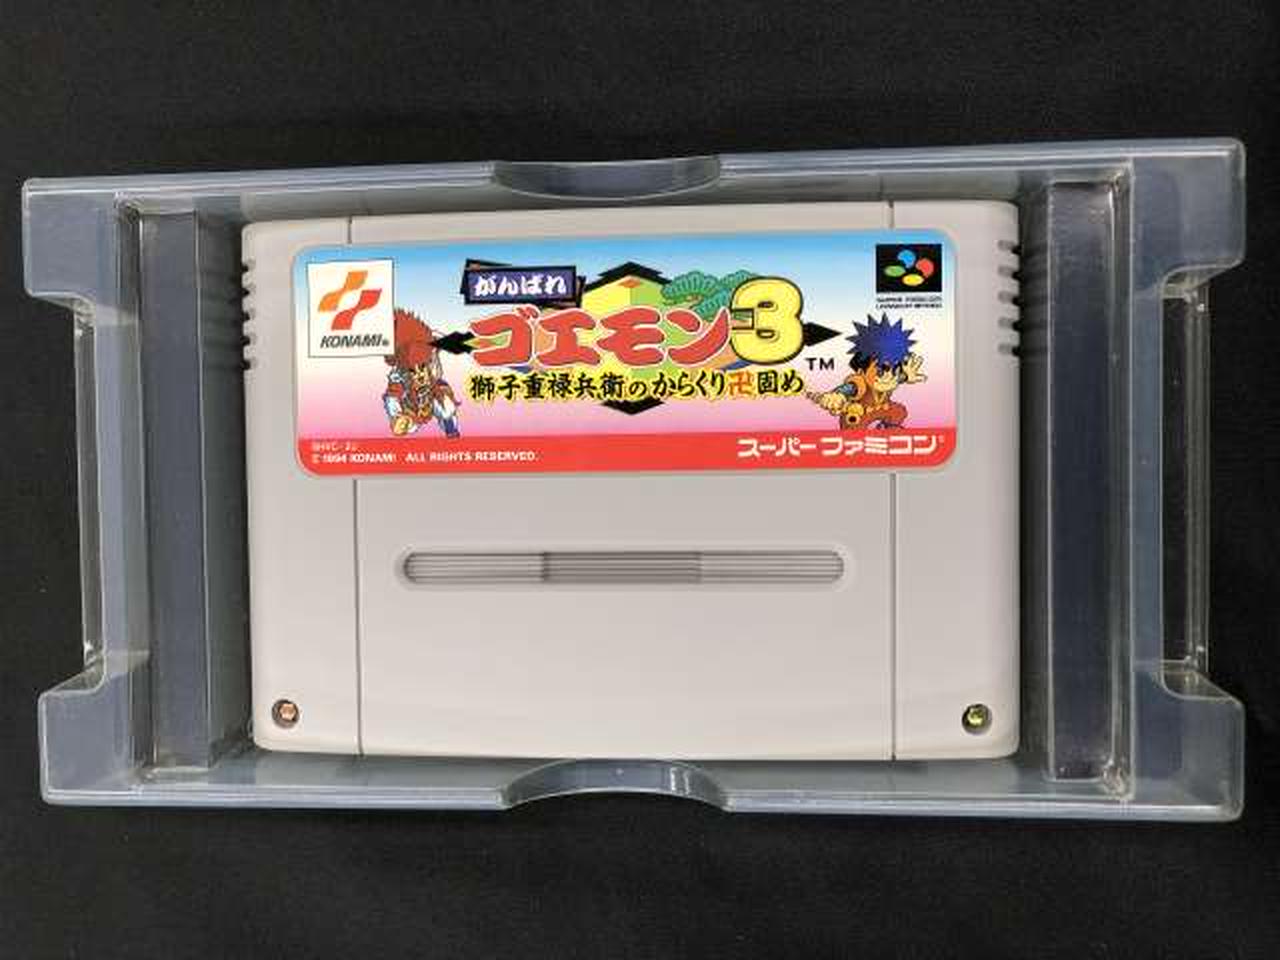 KONAMI®
がんばれ
ゴエモン3
TM
獅子重禄兵衛のからくり卍固め
© 1994 KONAMI ALL RIGHTS RESERVED.
スーパーファミコン®